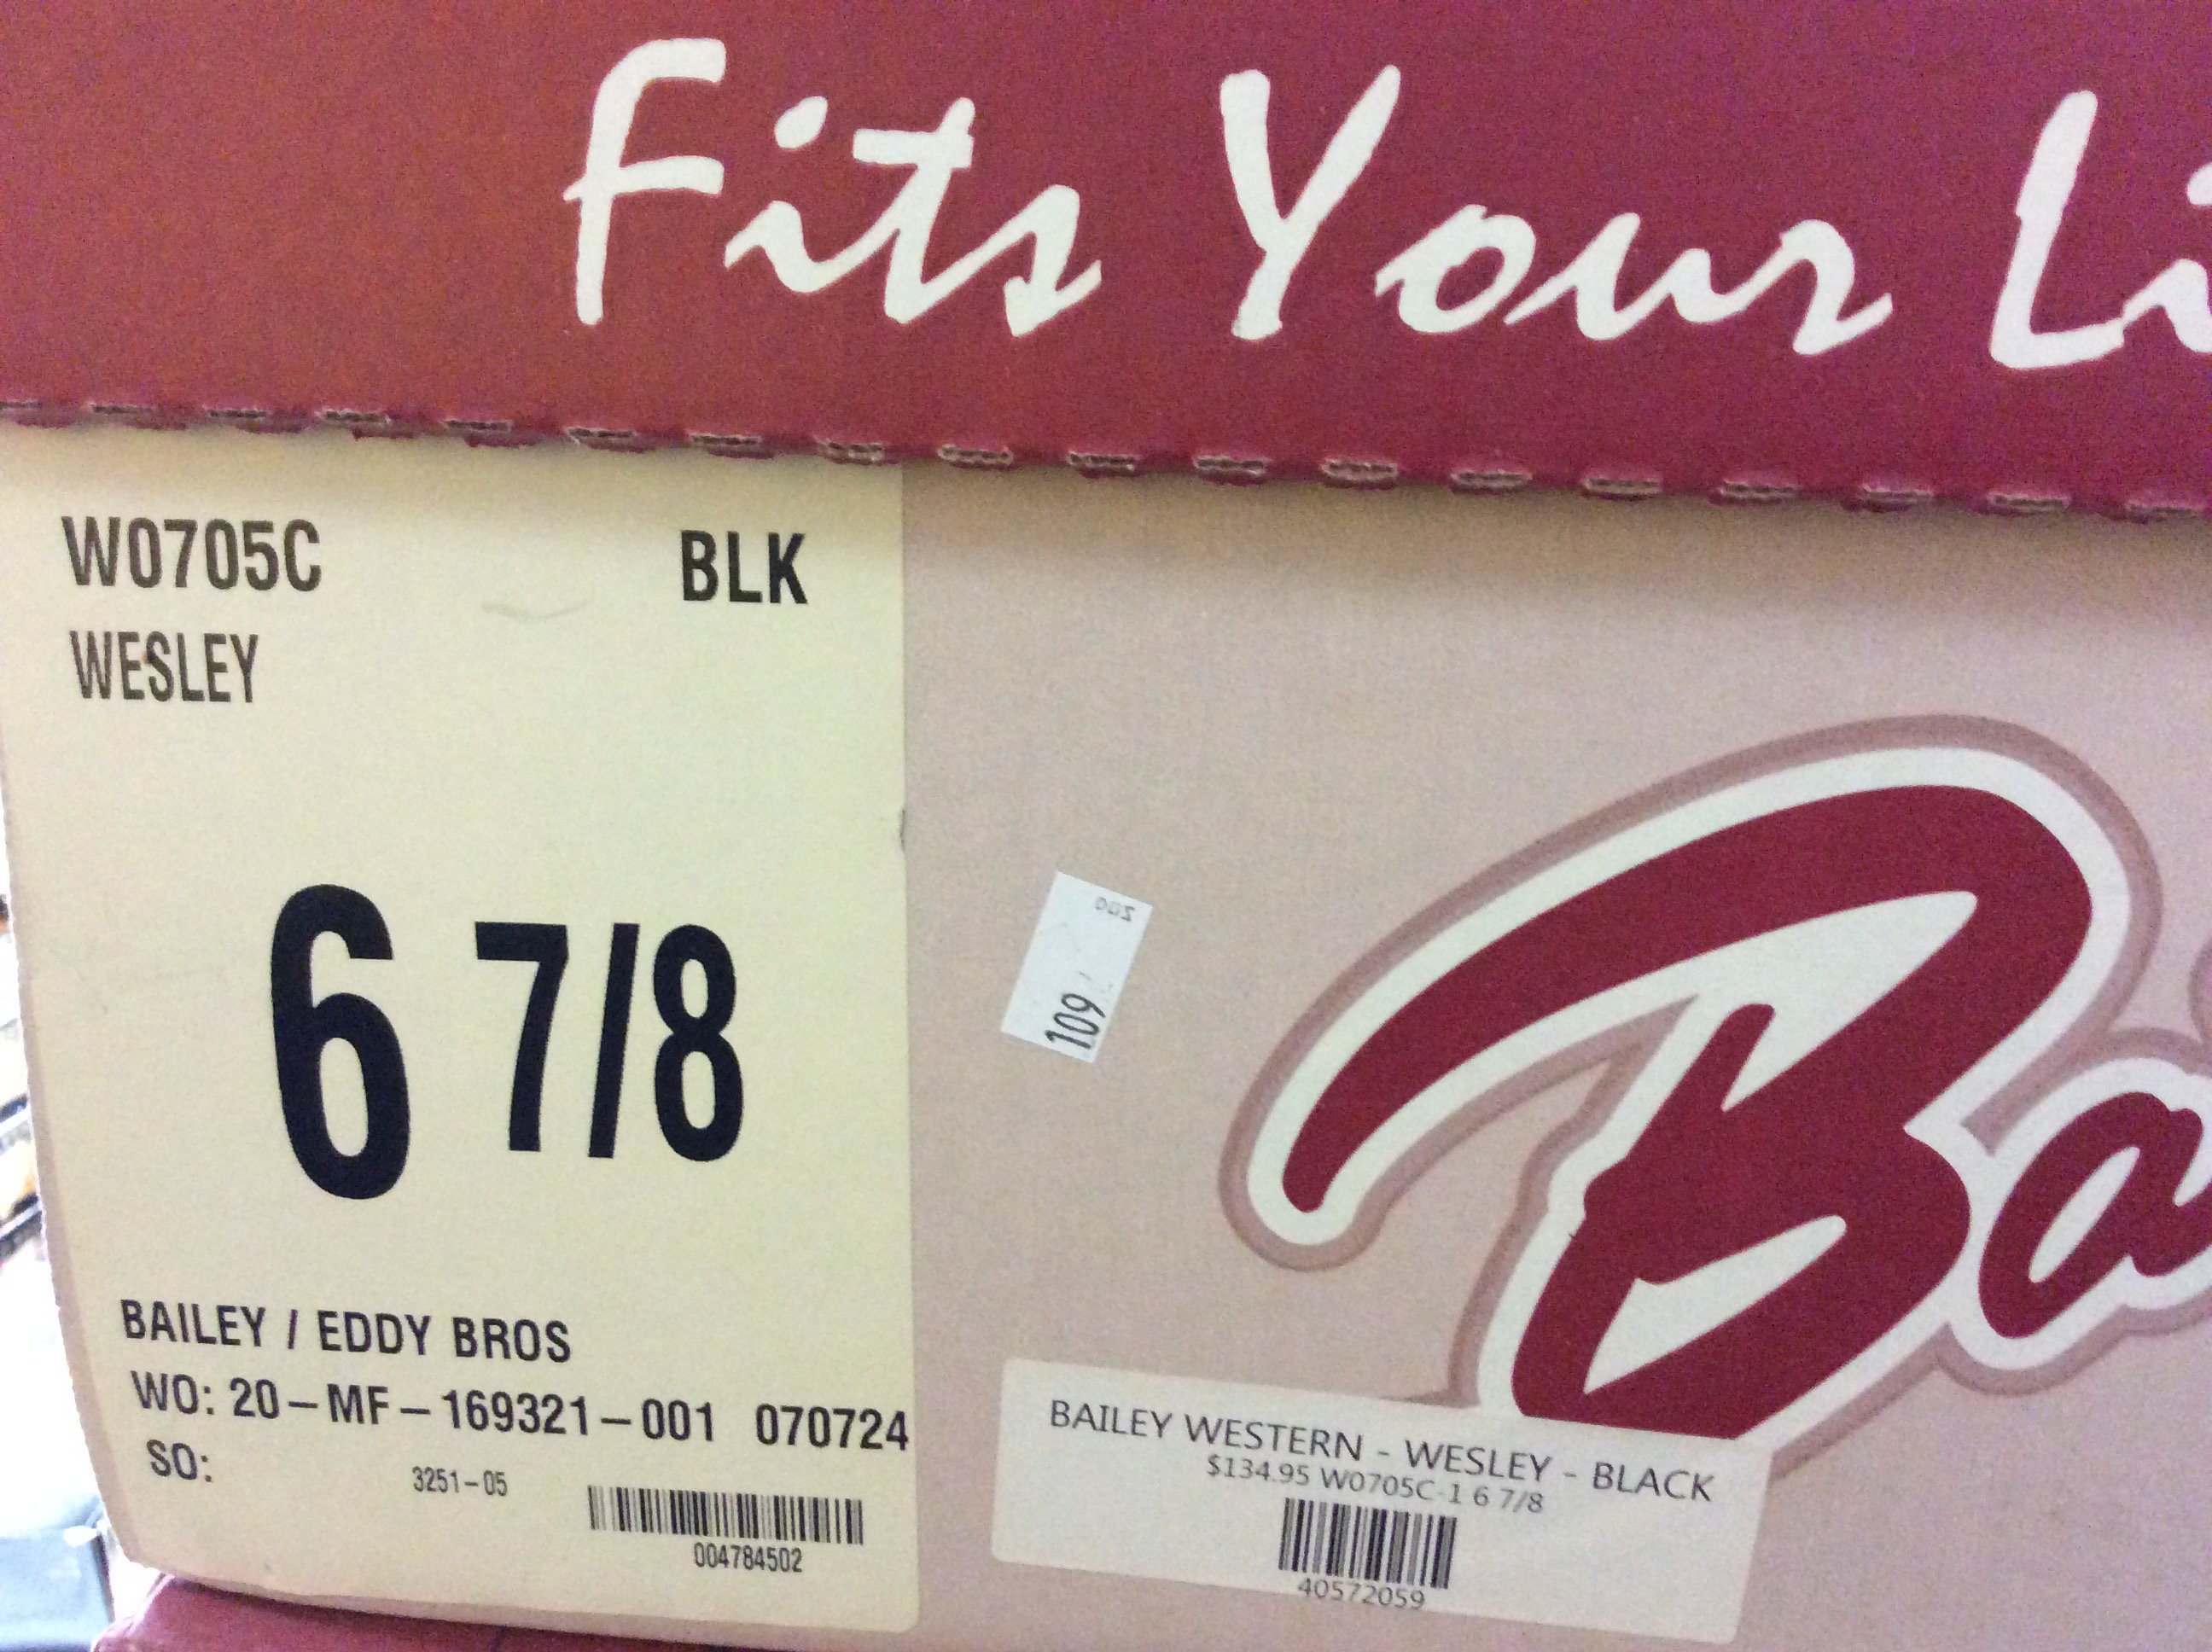 Fits Your Li
W0705C BLK
WESLEY
6 7/8
BAILEY / EDDY BROS
WO: 20-MF-169321-001 070724
SO:
3251-05
004784502
109
Ba
BAILEY WESTERN - WESLEY - BLACK
$134.95 W0705C-1 6 7/8
40572059